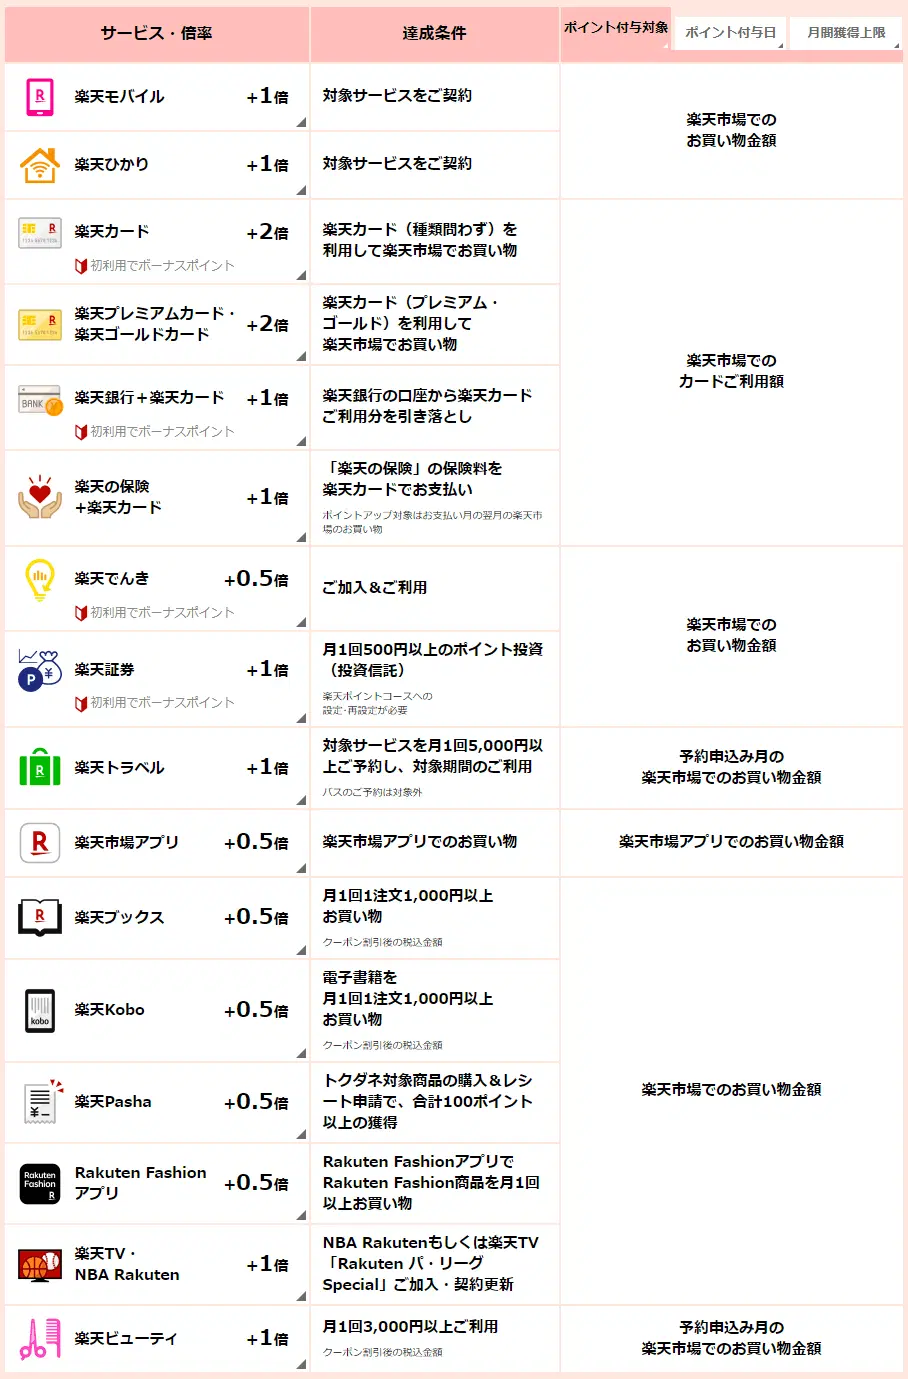 サービス・倍率
達成条件
ポイント付与対象
ポイント付与日
月間獲得上限
R
楽天モバイル
+1倍
対象サービスをご契約
楽天市場での
お買い物金額
楽天ひかり
+1倍
対象サービスをご契約
R
楽天カード
+2倍
初利用でボーナスポイント
楽天カード（種類問わず）を
利用して楽天市場でお買い物
楽天市場での
カードご利用額
R
楽天プレミアムカード・
楽天ゴールドカード
+2倍
楽天カード（プレミアム・
ゴールド）を利用して
楽天市場でお買い物
BANK
楽天銀行＋楽天カード
+1倍
初利用でボーナスポイント
楽天銀行の口座から楽天カード
ご利用分を引き落とし
楽天の保険
+楽天カード
+1倍
「楽天の保険」の保険料を
楽天カードでお支払い
ポイントアップ対象はお支払い月の翌月の楽天市
場のお買い物
楽天でんき
+0.5倍
初利用でボーナスポイント
ご加入＆ご利用
楽天市場での
お買い物金額
P
¥
楽天証券
+1倍
初利用でボーナスポイント
月1回500円以上のポイント投資
（投資信託）
楽天ポイントコースへの
設定･再設定が必要
R
楽天トラベル
+1倍
対象サービスを月1回5,000円以
上ご予約し、対象期間のご利用
バスのご予約は対象外
予約申込み月の
楽天市場でのお買い物金額
R
楽天市場アプリ
+0.5倍
楽天市場アプリでのお買い物
楽天市場アプリでのお買い物金額
R
楽天ブックス
+0.5倍
月1回1注文1,000円以上
お買い物
クーポン割引後の税込金額
楽天市場でのお買い物金額
kobo
楽天Kobo
+0.5倍
電子書籍を
月1回1注文1,000円以上
お買い物
クーポン割引後の税込金額
¥
楽天Pasha
+0.5倍
トクダネ対象商品の購入＆レシ
ート申請で、合計100ポイント
以上の獲得
Rakuten
Fashion
R
Rakuten Fashion
アプリ
+0.5倍
Rakuten Fashionアプリで
Rakuten Fashion商品を月1回
以上お買い物
楽天TV・
NBA Rakuten
+1倍
NBA Rakutenもしくは楽天TV
「Rakuten パ・リーグ
Special」ご加入・契約更新
楽天ビューティ
+1倍
月1回3,000円以上ご利用
クーポン割引後の税込金額
予約申込み月の
楽天市場でのお買い物金額